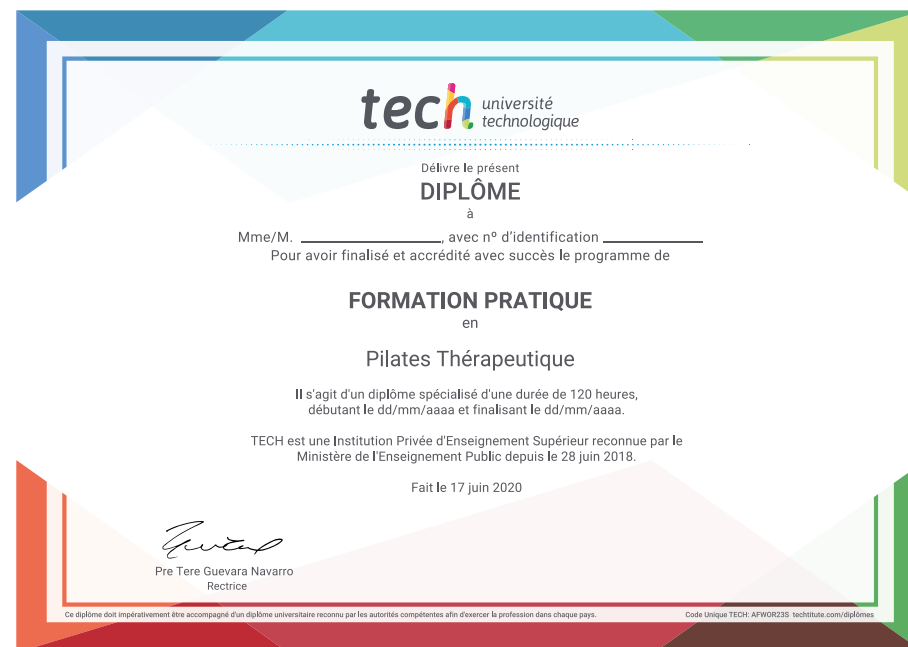 tech université
technologique
Délivre le présent
DIPLÔME
à
Mme/M. ____________________, avec nº d'identification ______________
Pour avoir finalisé et accrédité avec succès le programme de
FORMATION PRATIQUE
en
Pilates Thérapeutique
Il s'agit d'un diplôme spécialisé d'une durée de 120 heures,
débutant le dd/mm/aaaa et finalisant le dd/mm/aaaa.
TECH est une Institution Privée d'Enseignement Supérieur reconnue par le
Ministère de l'Enseignement Public depuis le 28 juin 2018.
Fait le 17 juin 2020
Pre Tere Guevara Navarro
Rectrice
Ce diplôme doit impérativement être accompagné d'un diplôme universitaire reconnu par les autorités compétentes afin d'exercer la profession dans chaque pays.
Code Unique TECH: AFWOR23S techtitute.com/diplômes